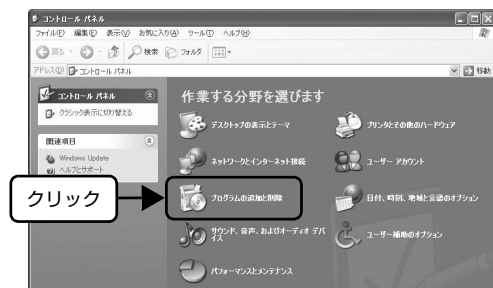 コントロール パネル
ファイル(F) 編集(E) 表示(V) お気に入り(A) ツール(T) ヘルプ(H)
戻る 検索 フォルダ
アドレス(D) コントロール パネル 移動
コントロール パネル
クラシック表示に切り替える
関連項目
Windows Update
ヘルプとサポート
作業する分野を選びます
デスクトップの表示とテーマ
プリンタとその他のハードウェア
ネットワークとインターネット接続
ユーザー アカウント
クリック
プログラムの追加と削除
日付、時刻、地域と言語のオプション
サウンド、音声、およびオーディオ デバイス
ユーザー補助のオプション
パフォーマンスとメンテナンス